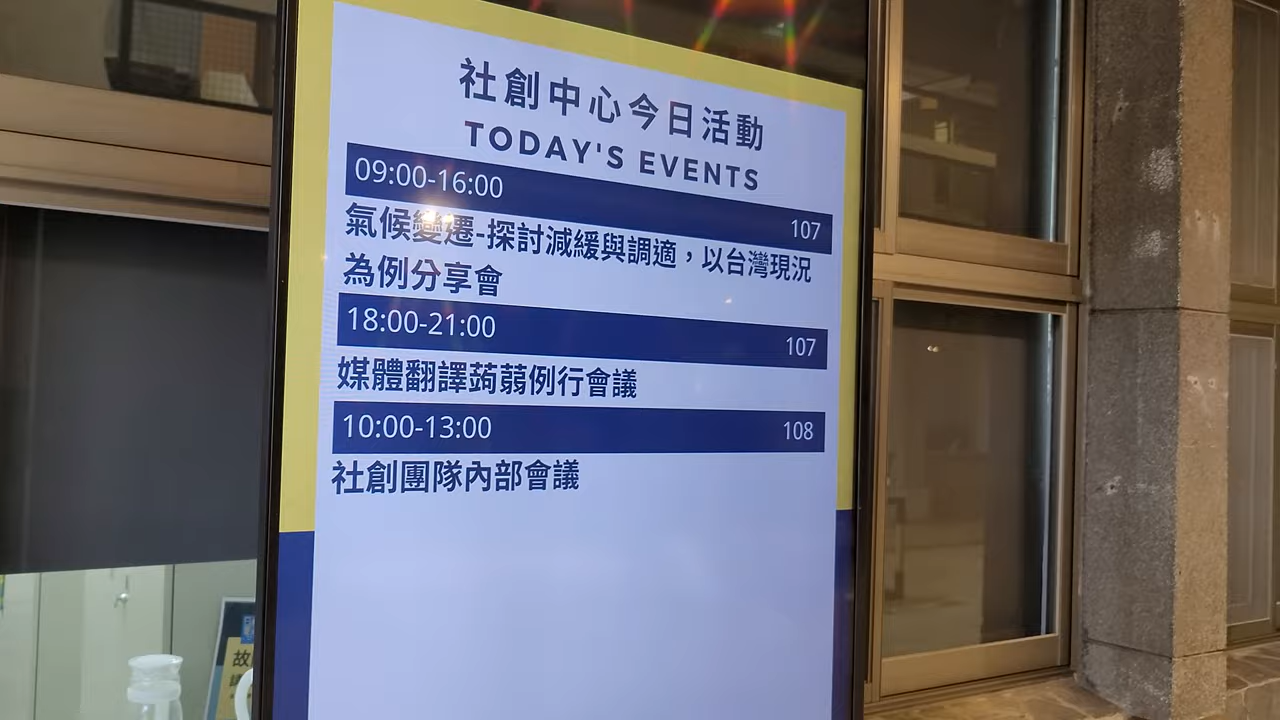 社創中心今日活動
TODAY'S EVENTS
09:00-16:00 107
氣候變遷-探討減緩與調適，以台灣現況
為例分享會
18:00-21:00 107
媒體翻譯蒟蒻例行會議
10:00-13:00 108
社創團隊內部會議
故